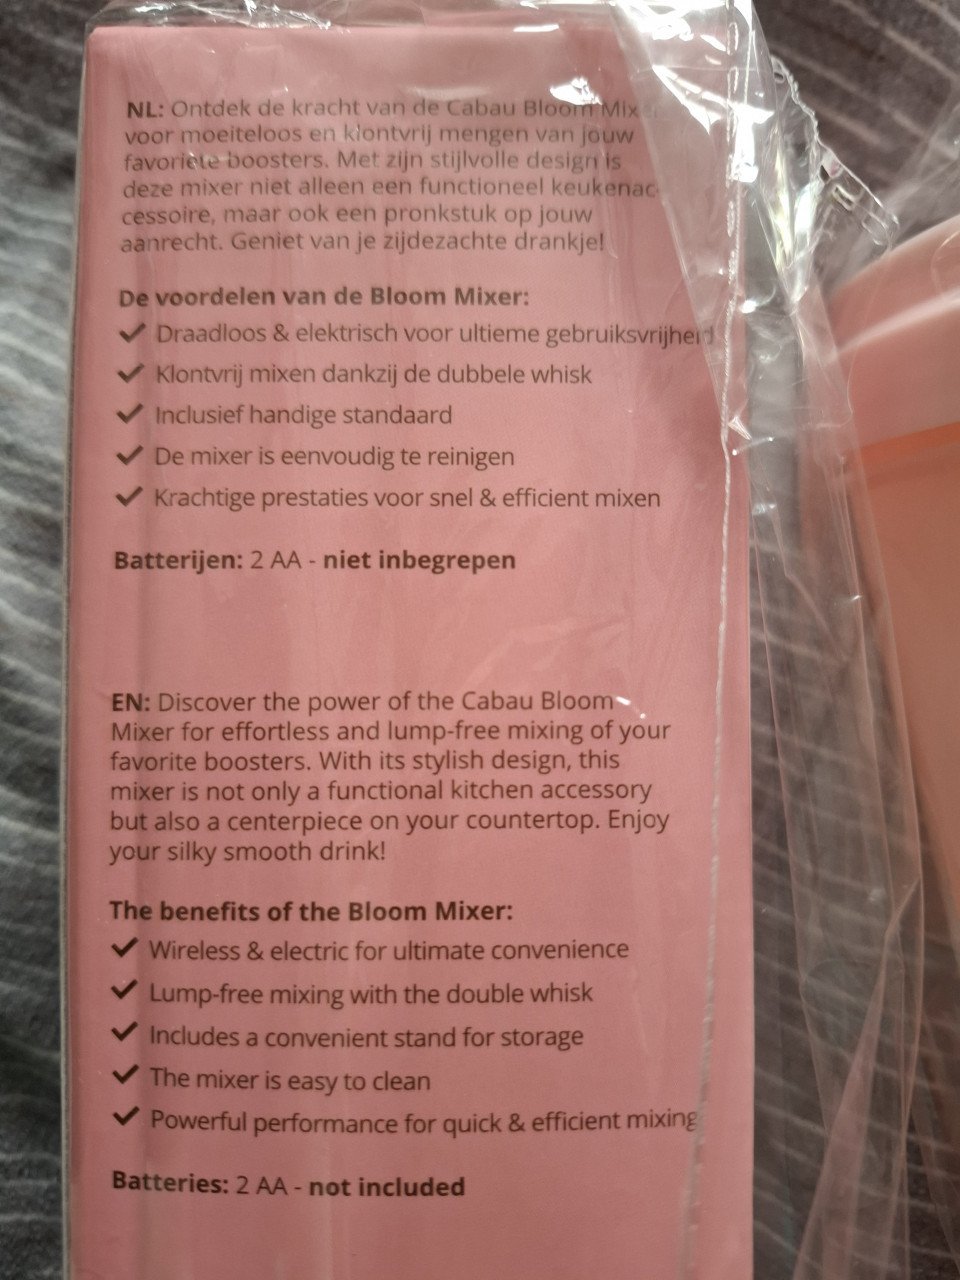 NL: Ontdek de kracht van de Cabau Bloom Mixer
voor moeiteloos en klontvrij mengen van jouw
favoriete boosters. Met zijn stijlvolle design is
deze mixer niet alleen een functioneel keukenac-
cessoire, maar ook een pronkstuk op jouw
aanrecht. Geniet van je zijdezachte drankje!
De voordelen van de Bloom Mixer:
✓ Draadloos & elektrisch voor ultieme gebruiksvrijheid
✓ Klontvrij mixen dankzij de dubbele whisk
✓ Inclusief handige standaard
✓ De mixer is eenvoudig te reinigen
✓ Krachtige prestaties voor snel & efficient mixen
Batterijen: 2 AA - niet inbegrepen
EN: Discover the power of the Cabau Bloom
Mixer for effortless and lump-free mixing of your
favorite boosters. With its stylish design, this
mixer is not only a functional kitchen accessory
but also a centerpiece on your countertop. Enjoy
your silky smooth drink!
The benefits of the Bloom Mixer:
✓ Wireless & electric for ultimate convenience
✓ Lump-free mixing with the double whisk
✓ Includes a convenient stand for storage
✓ The mixer is easy to clean
✓ Powerful performance for quick & efficient mixing
Batteries: 2 AA - not included